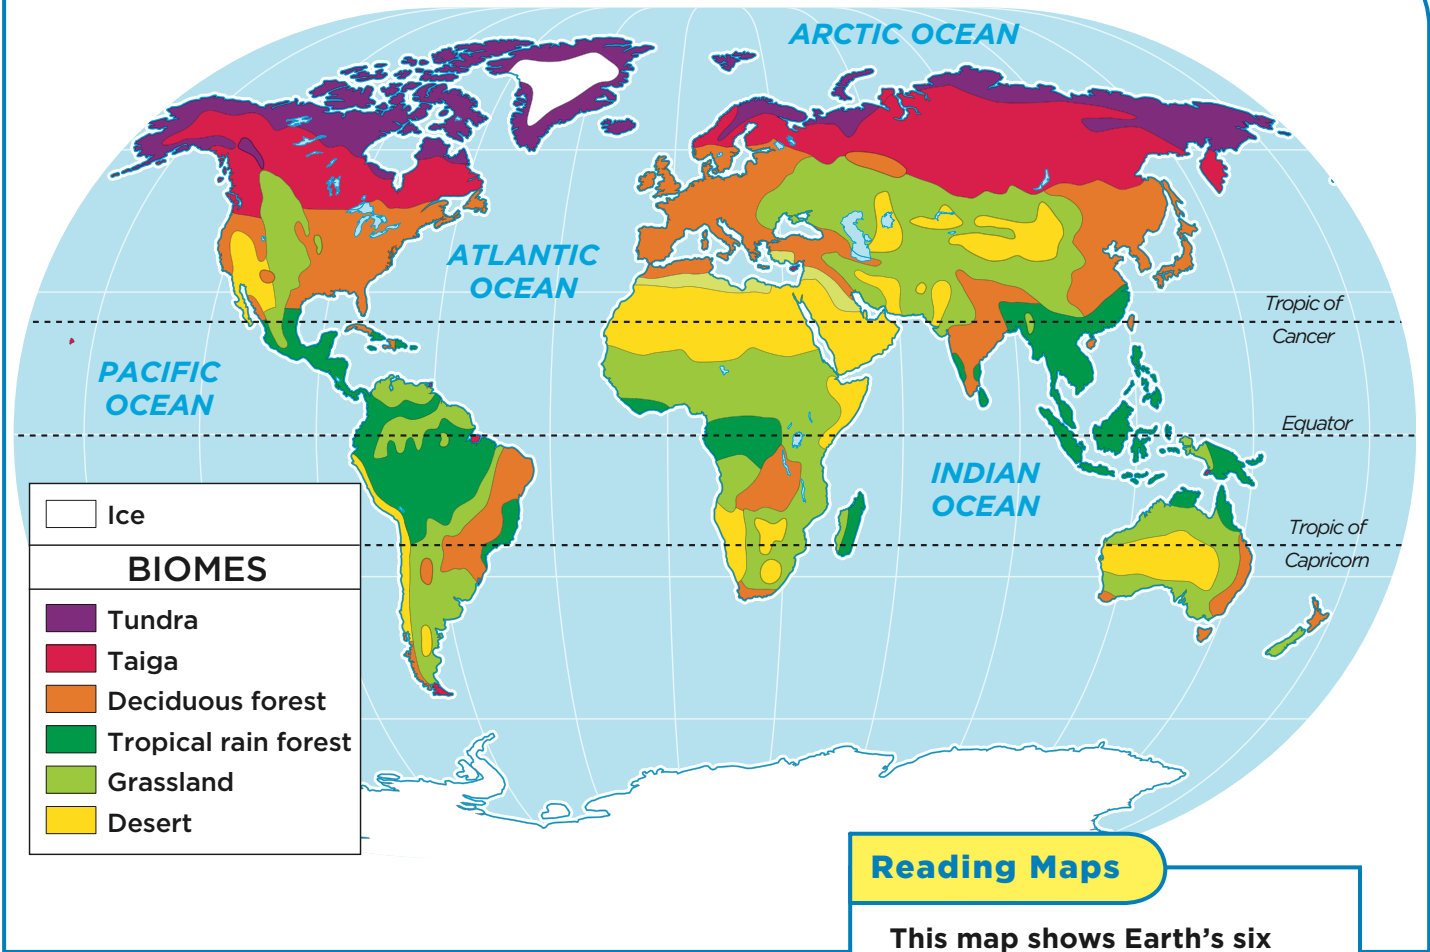 ARCTIC OCEAN
ATLANTIC
OCEAN
Tropic of
Cancer
PACIFIC
OCEAN
Equator
INDIAN
OCEAN
Tropic of
Capricorn
Ice
BIOMES
Tundra
Taiga
Deciduous forest
Tropical rain forest
Grassland
Desert
Reading Maps
This map shows Earth's six